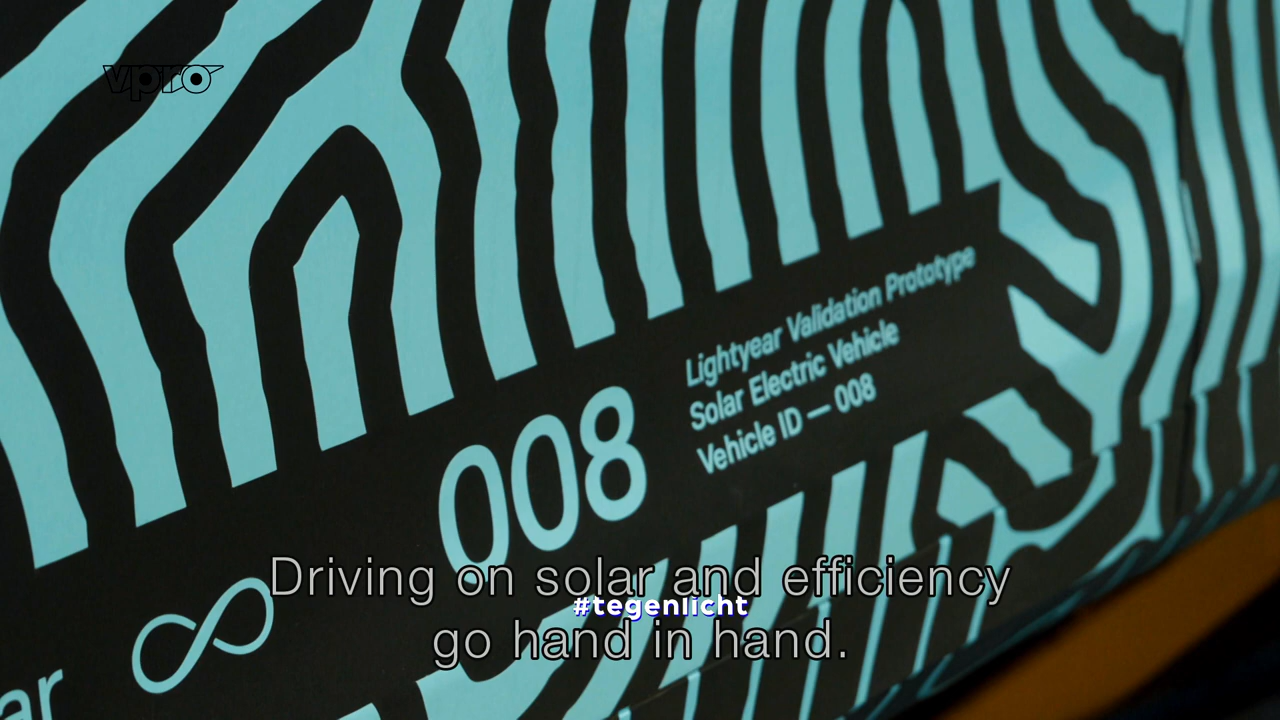 vpro
Lightyear Validation Prototype
Solar Electric Vehicle
Vehicle ID — 008
008
Driving on solar and efficiency
#tegenlicht
go hand in hand.
ar